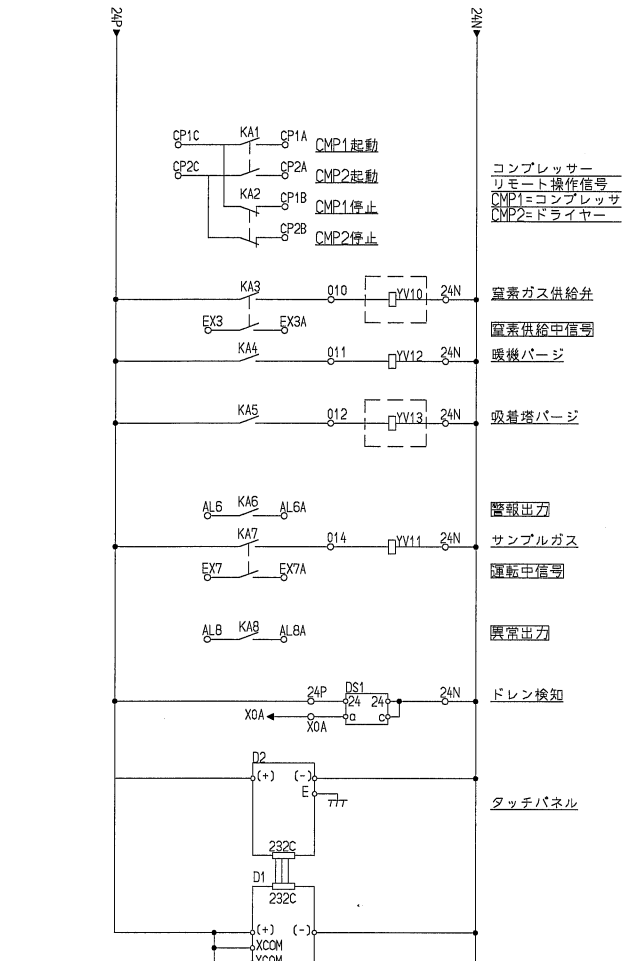 24P
24N
CP1C KA1 CP1A CMP1起動
CP2C CP2A CMP2起動
KA2 CP1B CMP1停止
CP2B CMP2停止
コンプレッサー
リモート操作信号
CMP1=コンプレッサ
CMP2=ドライヤー
KA3 010 YV10 24N 窒素ガス供給弁
EX3 EX3A 窒素供給中信号
KA4 011 YV12 24N 暖機パージ
KA5 012 YV13 24N 吸着塔パージ
AL6 KA6 AL6A 警報出力
KA7 014 YV11 24N サンプルガス
EX7 EX7A 運転中信号
AL8 KA8 AL8A 異常出力
24P DS1 24 24 24N ドレン検知
X0A X0A a c
D2
(+) (-)
E
タッチパネル
232C
D1
232C
(+) (-)
XCOM
YCOM